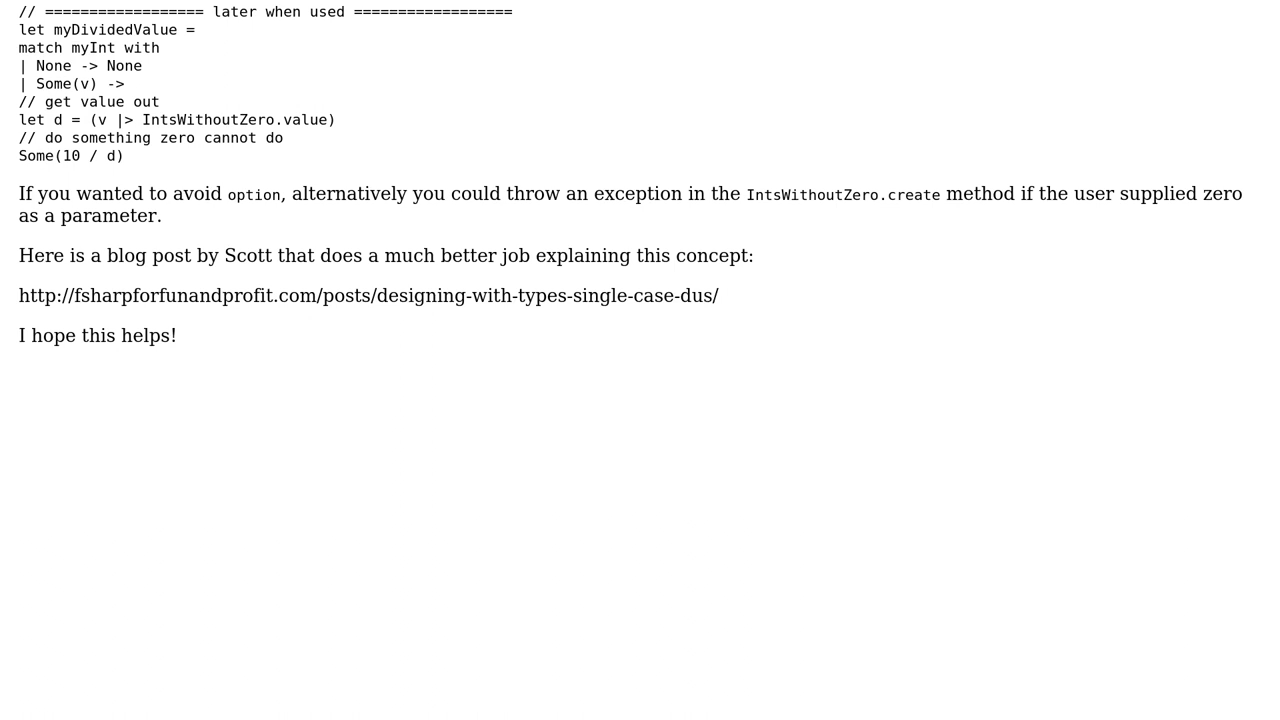 // ================== later when used ==================
let myDividedValue =
match myInt with
| None -> None
| Some(v) ->
// get value out
let d = (v |> IntsWithoutZero.value)
// do something zero cannot do
Some(10 / d)
If you wanted to avoid option, alternatively you could throw an exception in the IntsWithoutZero.create method if the user supplied zero
as a parameter.
Here is a blog post by Scott that does a much better job explaining this concept:
http://fsharpforfunandprofit.com/posts/designing-with-types-single-case-dus/
I hope this helps!